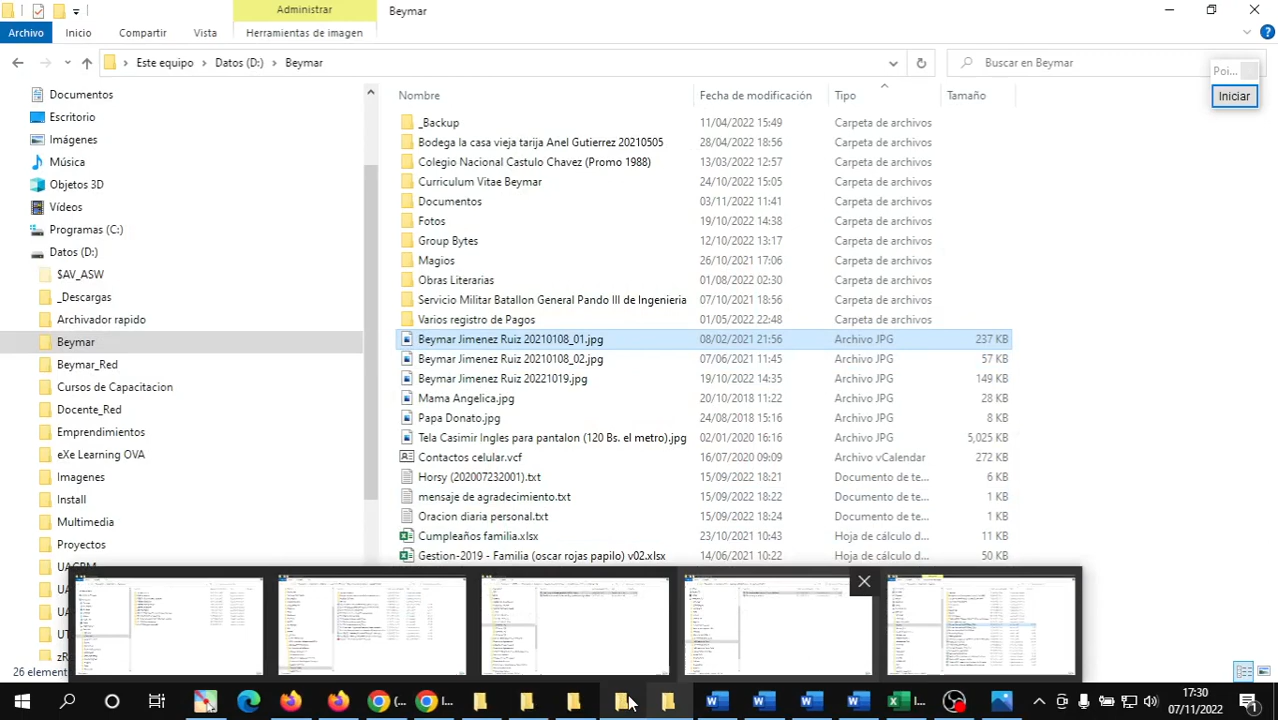 Administrar
Beymar
Archivo
Inicio
Compartir
Vista
Herramientas de imagen
Este equipo
Datos (D:)
Beymar
Buscar en Beymar
Poi...
Iniciar
Documentos
Escritorio
Imágenes
Música
Objetos 3D
Vídeos
Programas (C:)
Datos (D:)
$AV_ASW
_Descargas
Archivador rapido
Beymar
Beymar_Red
Cursos de Capacitacion
Docente_Red
Emprendimientos
eXe Learning OVA
Imagenes
Install
Multimedia
Proyectos
Nombre Fecha de modificación Tipo Tamaño
_Backup 11/04/2022 15:49 Carpeta de archivos
Bodega la casa vieja tarija Anel Gutierrez 20210505 28/04/2022 18:56 Carpeta de archivos
Colegio Nacional Castulo Chavez (Promo 1988) 13/03/2022 12:57 Carpeta de archivos
Curriculum Vitae Beymar 24/10/2022 15:05 Carpeta de archivos
Documentos 03/11/2022 11:41 Carpeta de archivos
Fotos 19/10/2022 14:38 Carpeta de archivos
Group Bytes 12/10/2022 13:17 Carpeta de archivos
Magios 26/10/2021 17:06 Carpeta de archivos
Obras Literarias 01/08/2022 02:30 Carpeta de archivos
Servicio Militar Batallon General Pando III de Ingenieria 07/10/2021 18:56 Carpeta de archivos
Varios registro de Pagos 01/05/2022 22:48 Carpeta de archivos
Beymar Jimenez Ruiz 20210108_01.jpg 08/02/2021 21:56 Archivo JPG 237 KB
Beymar Jimenez Ruiz 20210108_02.jpg 07/06/2021 11:45 Archivo JPG 57 KB
Beymar Jimenez Ruiz 20221019.jpg 19/10/2022 14:35 Archivo JPG 149 KB
Mama Angelica.jpg 20/10/2018 11:22 Archivo JPG 28 KB
Papa Donato.jpg 24/08/2018 16:16 Archivo JPG 8 KB
Tela Casimir Ingles para pantalon (120 Bs. el metro).jpg 02/01/2020 16:16 Archivo JPG 5,025 KB
Contactos celular.vcf 16/07/2020 09:09 Archivo vCalendar 272 KB
Horsy (202007232001).txt 15/09/2022 18:21 Documento de te... 6 KB
mensaje de agradecimiento.txt 15/09/2022 18:22 Documento de te... 1 KB
Oracion diaria personal.txt 15/09/2022 18:24 Documento de te... 1 KB
Cumpleaños familia.xlsx 23/10/2021 10:43 Hoja de cálculo d... 11 KB
Gestion-2019 - Familia (oscar rojas papilo) v02.xlsx 14/06/2021 10:22 Hoja de cálculo d... 50 KB
26 eleme
(...
(...
I...
17:30
07/11/2022
1